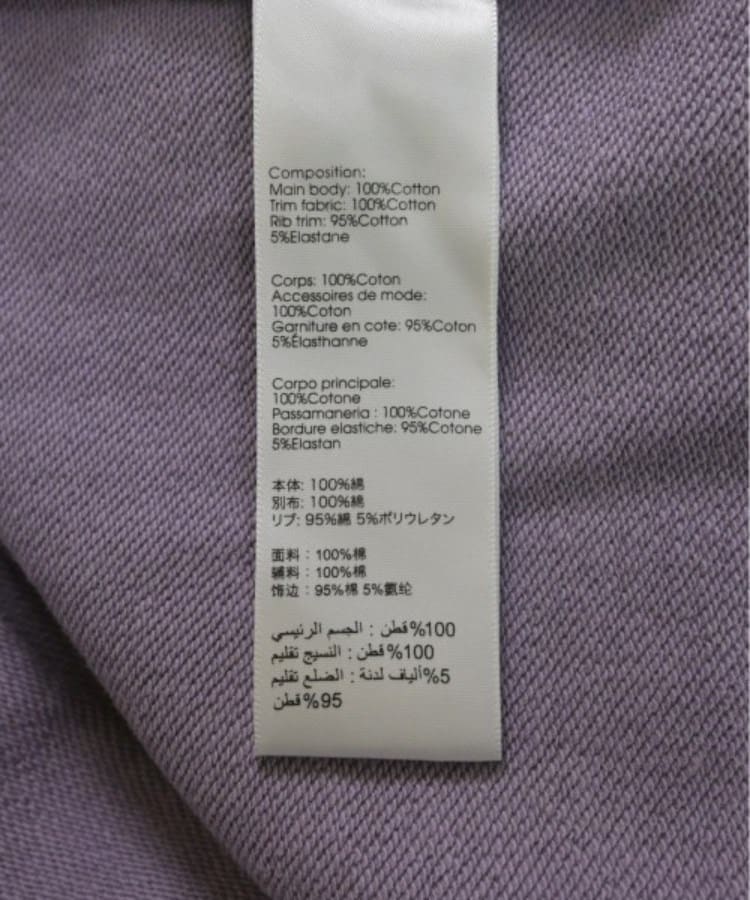 Composition:
Main body: 100%Cotton
Trim fabric: 100%Cotton
Rib trim: 95%Cotton
5%Elastane
Corps: 100%Coton
Accessoires de mode:
100%Coton
Garniture en cote: 95%Coton
5%Élasthanne
Corpo principale:
100%Cotone
Passamaneria : 100%Cotone
Bordure elastiche: 95%Cotone
5%Elastan
本体: 100%綿
別布: 100%綿
リブ: 95%綿 5%ポリウレタン
面料：100%棉
辅料：100%棉
饰边：95%棉 5%氨纶
100%قطن : الجسم الرئيسي
100%قطن : النسيج تقليم
5%ألياف لدنة : الضلع تقليم
95%قطن